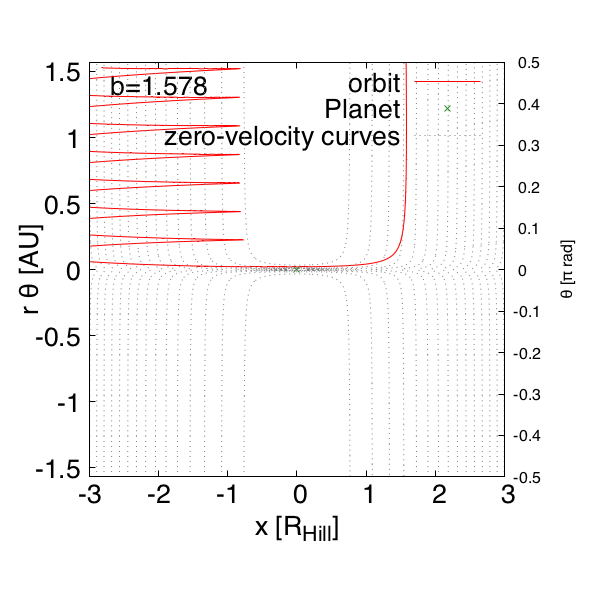 b=1.578
orbit
Planet
zero-velocity curves
1.5
1
0.5
0
-0.5
-1
-1.5
r θ [AU]
0.5
0.4
0.3
0.2
0.1
0
-0.1
-0.2
-0.3
-0.4
-0.5
θ [π rad]
-3 -2 -1 0 1 2 3
x [RHill]